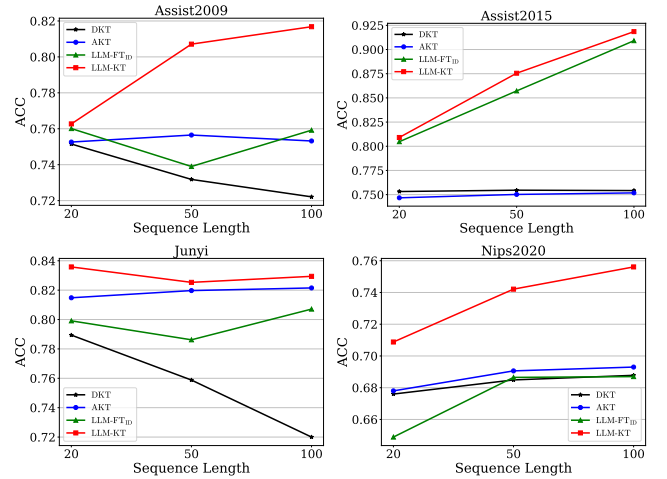 Assist2009
ACC
0.82
0.80
0.78
0.76
0.74
0.72
DKT
AKT
LLM-FT_ID
LLM-KT
20 50 100
Sequence Length
Assist2015
ACC
0.925
0.900
0.875
0.850
0.825
0.800
0.775
0.750
DKT
AKT
LLM-FT_ID
LLM-KT
20 50 100
Sequence Length
Junyi
ACC
0.84
0.82
0.80
0.78
0.76
0.74
0.72
DKT
AKT
LLM-FT_ID
LLM-KT
20 50 100
Sequence Length
Nips2020
ACC
0.76
0.74
0.72
0.70
0.68
0.66
DKT
AKT
LLM-FT_ID
LLM-KT
20 50 100
Sequence Length